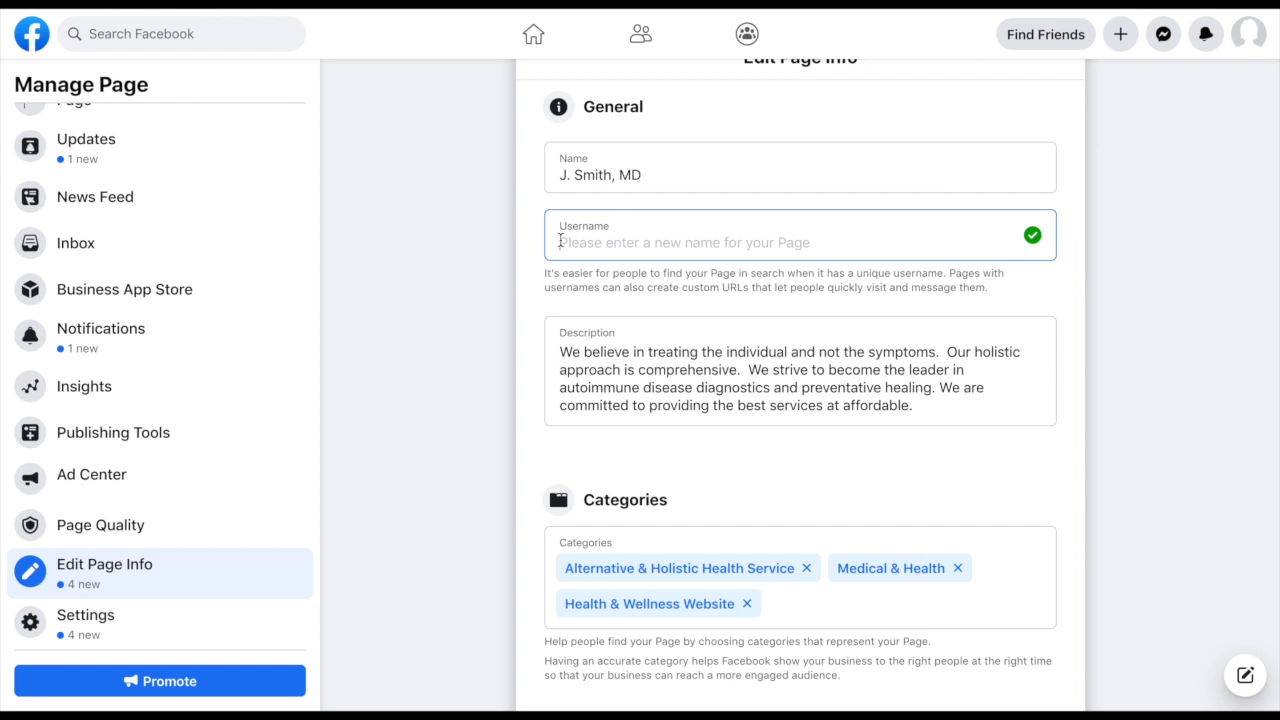 Search Facebook
Find Friends
Manage Page
Page
Updates
1 new
News Feed
Inbox
Business App Store
Notifications
1 new
Insights
Publishing Tools
Ad Center
Page Quality
Edit Page Info
4 new
Settings
4 new
Promote
Edit Page Info
General
Name
J. Smith, MD
Username
Please enter a new name for your Page
It's easier for people to find your Page in search when it has a unique username. Pages with
usernames can also create custom URLs that let people quickly visit and message them.
Description
We believe in treating the individual and not the symptoms.  Our holistic
approach is comprehensive.  We strive to become the leader in
autoimmune disease diagnostics and preventative healing. We are
committed to providing the best services at affordable.
Categories
Categories
Alternative & Holistic Health Service
Medical & Health
Health & Wellness Website
Help people find your Page by choosing categories that represent your Page.
Having an accurate category helps Facebook show your business to the right people at the right time
so that your business can reach a more engaged audience.